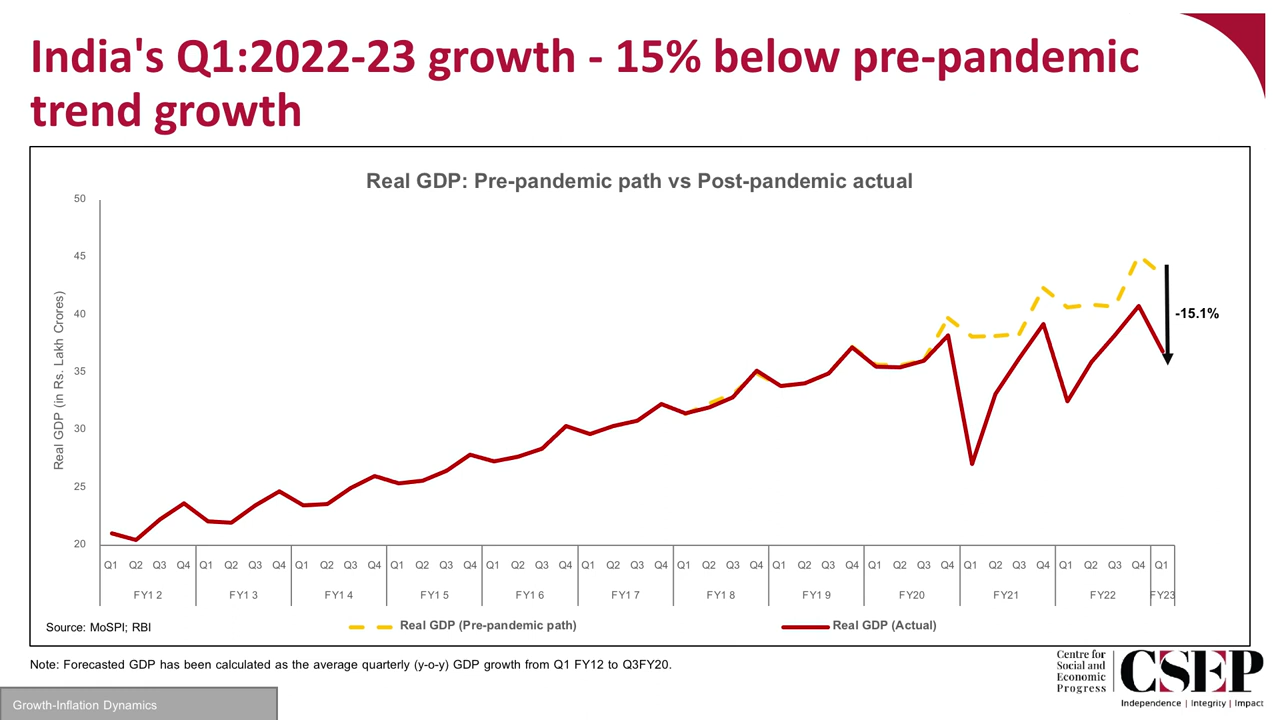 India's Q1:2022-23 growth - 15% below pre-pandemic
trend growth
Real GDP: Pre-pandemic path vs Post-pandemic actual
50
45
40
35
30
25
20
Real GDP (in Rs. Lakh Crores)
-15.1%
Q1 Q2 Q3 Q4 Q1 Q2 Q3 Q4 Q1 Q2 Q3 Q4 Q1 Q2 Q3 Q4 Q1 Q2 Q3 Q4 Q1 Q2 Q3 Q4 Q1 Q2 Q3 Q4 Q1 Q2 Q3 Q4 Q1 Q2 Q3 Q4 Q1 Q2 Q3 Q4 Q1 Q2 Q3 Q4 Q1
FY12 FY13 FY14 FY15 FY16 FY17 FY18 FY19 FY20 FY21 FY22 FY23
Source: MoSPI; RBI
Real GDP (Pre-pandemic path)
Real GDP (Actual)
Note: Forecasted GDP has been calculated as the average quarterly (y-o-y) GDP growth from Q1 FY12 to Q3FY20.
Centre for
Social and
Economic
Progress
CSEP
Independence | Integrity | Impact
Growth-Inflation Dynamics